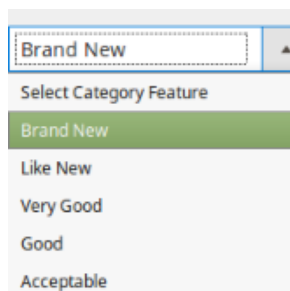 Brand New
Select Category Feature
Brand New
Like New
Very Good
Good
Acceptable